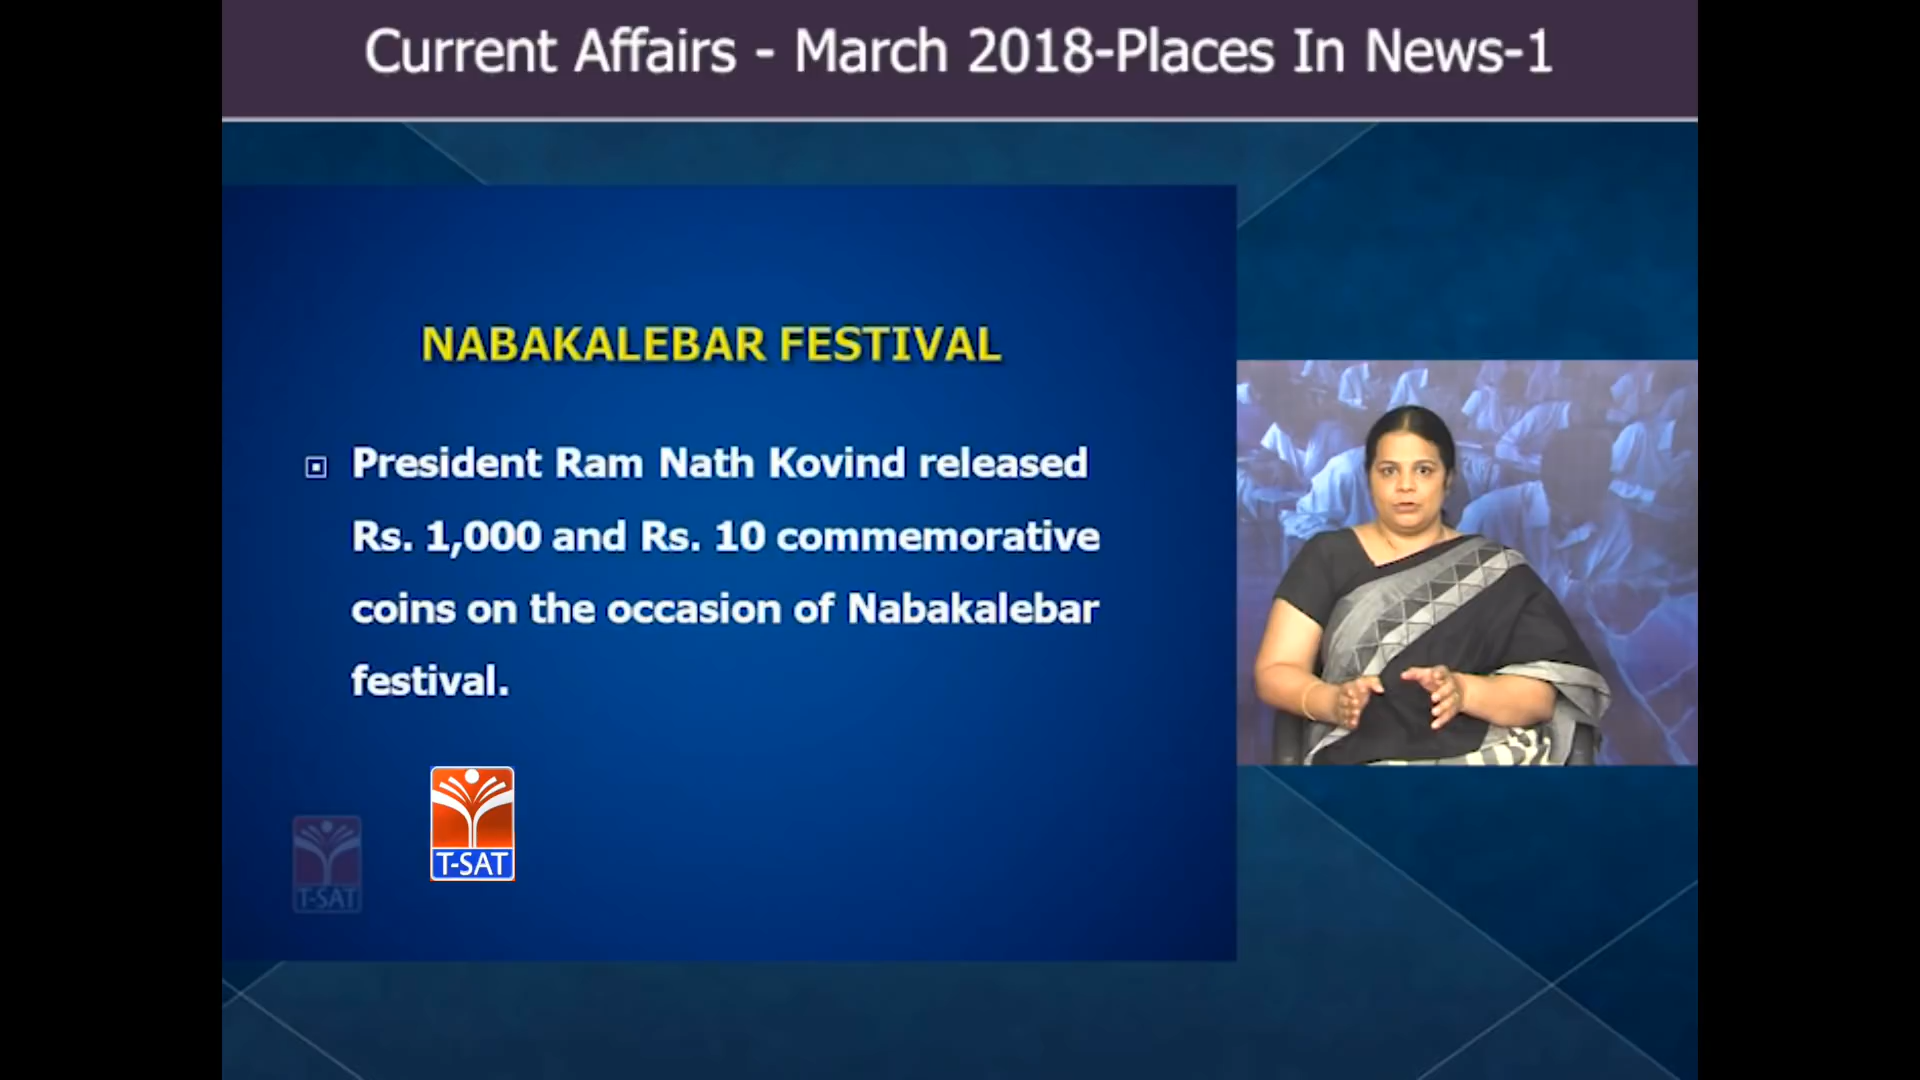 Current Affairs - March 2018-Places In News-1
NABAKALEBAR FESTIVAL
President Ram Nath Kovind released
Rs. 1,000 and Rs. 10 commemorative
coins on the occasion of Nabakalebar
festival.
T-SAT
T-SAT